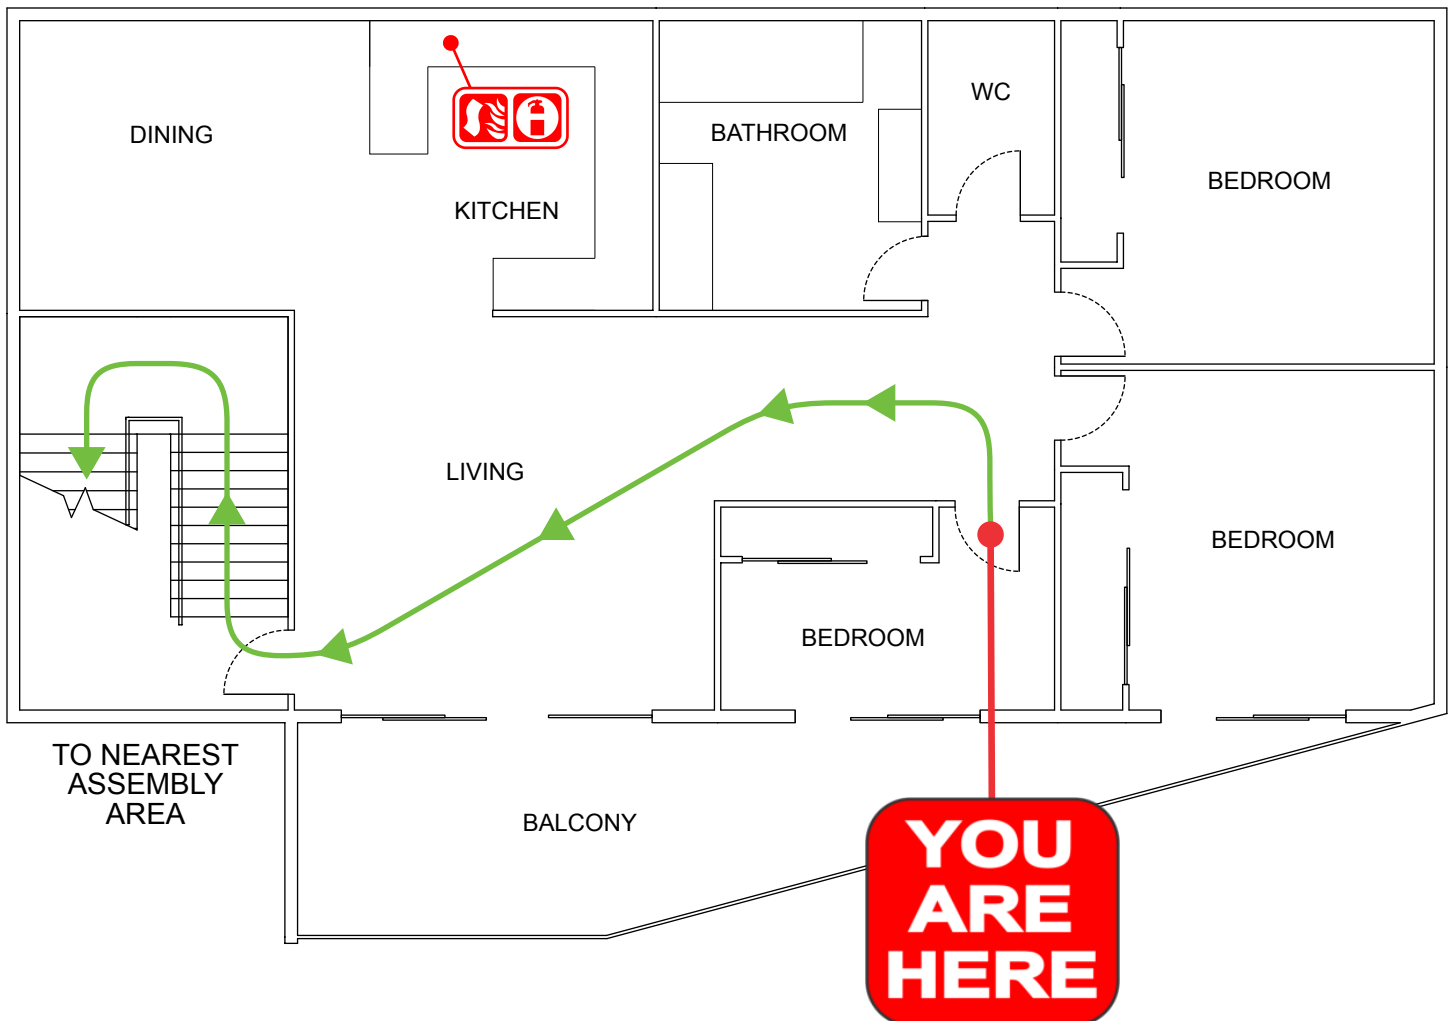 WC
DINING
BATHROOM
BEDROOM
KITCHEN
LIVING
BEDROOM
BEDROOM
TO NEAREST
ASSEMBLY
AREA
BALCONY
YOU
ARE
HERE